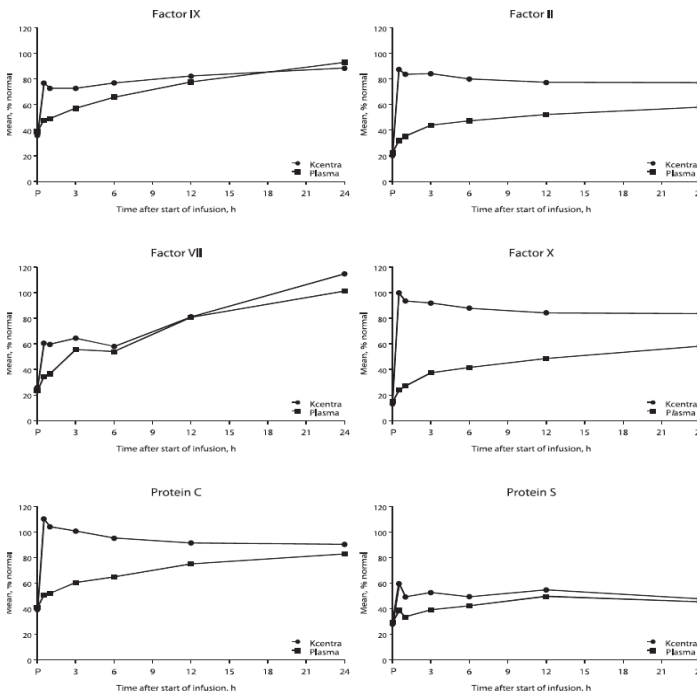 Factor IX
Mean, % normal
120
100
80
60
40
20
0
Kcentra
Plasma
P 3 6 9 12 15 18 21 24
Time after start of infusion, h
Factor II
Mean, % normal
120
100
80
60
40
20
0
Kcentra
Plasma
P 3 6 9 12 15 18 21
Time after start of infusion, h
Factor VII
Mean, % normal
120
100
80
60
40
20
0
Kcentra
Plasma
P 3 6 9 12 15 18 21 24
Time after start of infusion, h
Factor X
Mean, % normal
120
100
80
60
40
20
0
Kcentra
Plasma
P 3 6 9 12 15 18 21
Time after start of infusion, h
Protein C
Mean, % normal
120
100
80
60
40
20
0
Kcentra
Plasma
P 3 6 9 12 15 18 21 24
Time after start of infusion, h
Protein S
Mean, % normal
120
100
80
60
40
20
0
Kcentra
Plasma
P 3 6 9 12 15 18 21
Time after start of infusion, h